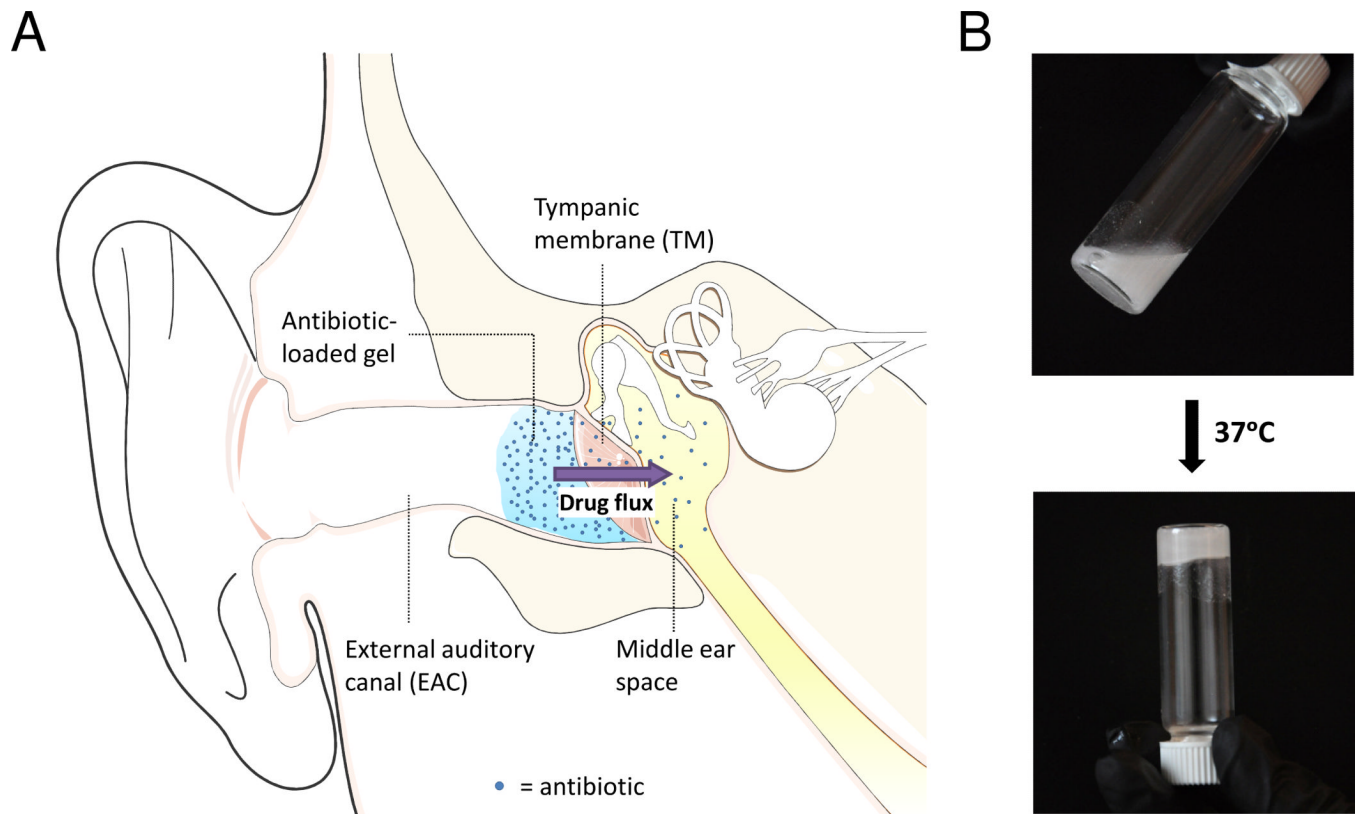 A
B
Tympanic
membrane (TM)
Antibiotic-
loaded gel
Drug flux
External auditory
canal (EAC)
Middle ear
space
= antibiotic
37°C